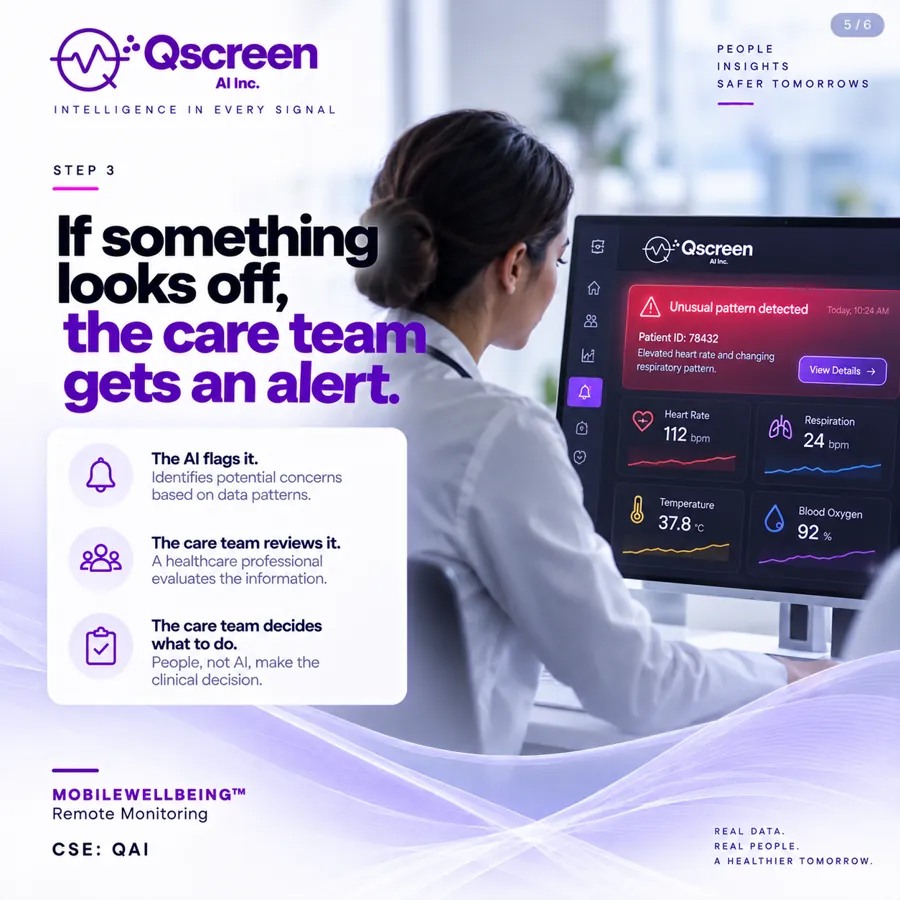 5 / 6
Qscreen
AI Inc.
INTELLIGENCE IN EVERY SIGNAL
PEOPLE
INSIGHTS
SAFER TOMORROWS
STEP 3
If something
looks off,
the care team
gets an alert.
The AI flags it.
Identifies potential concerns
based on data patterns.
The care team reviews it.
A healthcare professional
evaluates the information.
The care team decides
what to do.
People, not AI, make the
clinical decision.
Qscreen
AI Inc.
Unusual pattern detected
Today, 10:24 AM
Patient ID: 78432
Elevated heart rate and changing
respiratory pattern.
View Details →
Heart Rate
112 bpm
Respiration
24 bpm
Temperature
37.8 °C
Blood Oxygen
92 %
MOBILEWELLBEING™
Remote Monitoring
CSE: QAI
REAL DATA.
REAL PEOPLE.
A HEALTHIER TOMORROW.